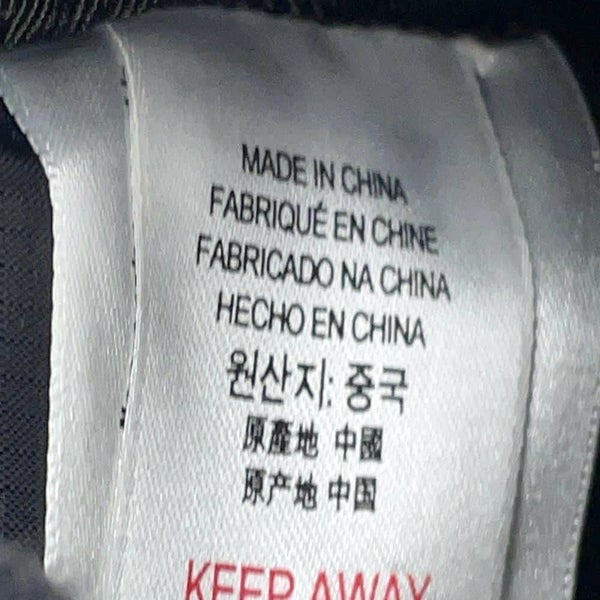 MADE IN CHINA
FABRIQUÉ EN CHINE
FABRICADO NA CHINA
HECHO EN CHINA
원산지: 중국
原產地 中國
原产地 中国
KEEP AWAY